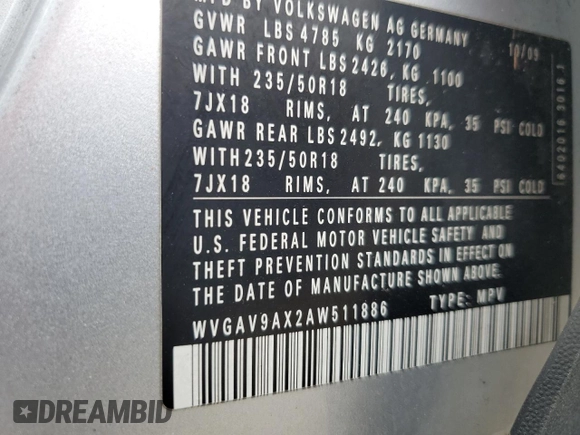 MFD BY VOLKSWAGEN AG GERMANY
GVWR LBS 4785 KG 2170 10/09
GAWR FRONT LBS 2426, KG 1100
WITH 235/50R18 TIRES,
7JX18 RIMS, AT 240 KPA, 35 PSI COLD
GAWR REAR LBS 2492, KG 1130
WITH 235/50R18 TIRES,
7JX18 RIMS, AT 240 KPA, 35 PSI COLD
THIS VEHICLE CONFORMS TO ALL APPLICABLE
U.S. FEDERAL MOTOR VEHICLE SAFETY AND
THEFT PREVENTION STANDARDS IN EFFECT ON
THE DATE OF MANUFACTURE SHOWN ABOVE.
WVGAV9AX2AW511886 TYPE: MPV
DREAMBID